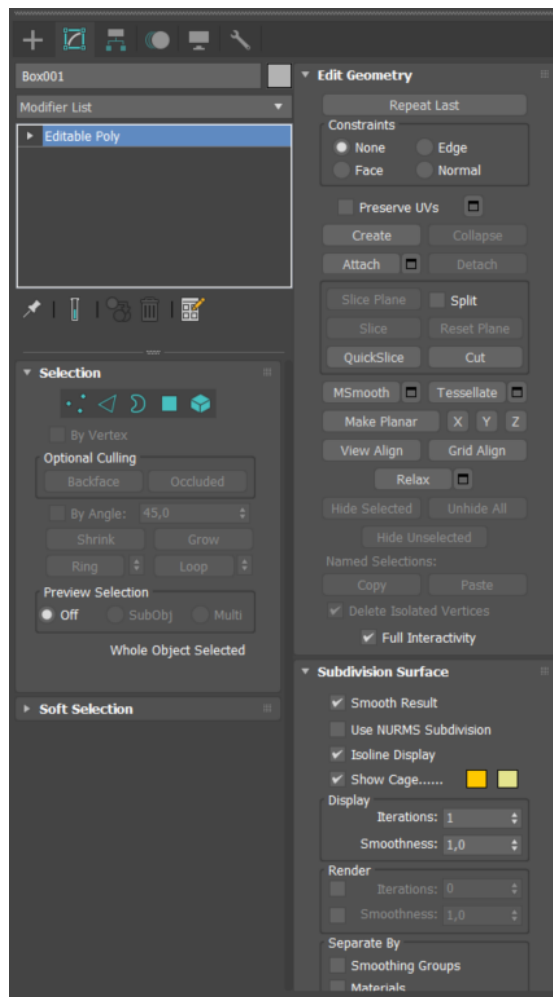 Box001
Modifier List
Editable Poly
Selection
By Vertex
Optional Culling
Backface Occluded
By Angle: 45,0
Shrink Grow
Ring Loop
Preview Selection
Off SubObj Multi
Whole Object Selected
Soft Selection
Edit Geometry
Repeat Last
Constraints
None Edge
Face Normal
Preserve UVs
Create Collapse
Attach Detach
Slice Plane Split
Slice Reset Plane
QuickSlice Cut
MSmooth Tessellate
Make Planar X Y Z
View Align Grid Align
Relax
Hide Selected Unhide All
Hide Unselected
Named Selections:
Copy Paste
Delete Isolated Vertices
Full Interactivity
Subdivision Surface
Smooth Result
Use NURMS Subdivision
Isoline Display
Show Cage......
Display
Iterations: 1
Smoothness: 1,0
Render
Iterations: 0
Smoothness: 1,0
Separate By
Smoothing Groups
Materials